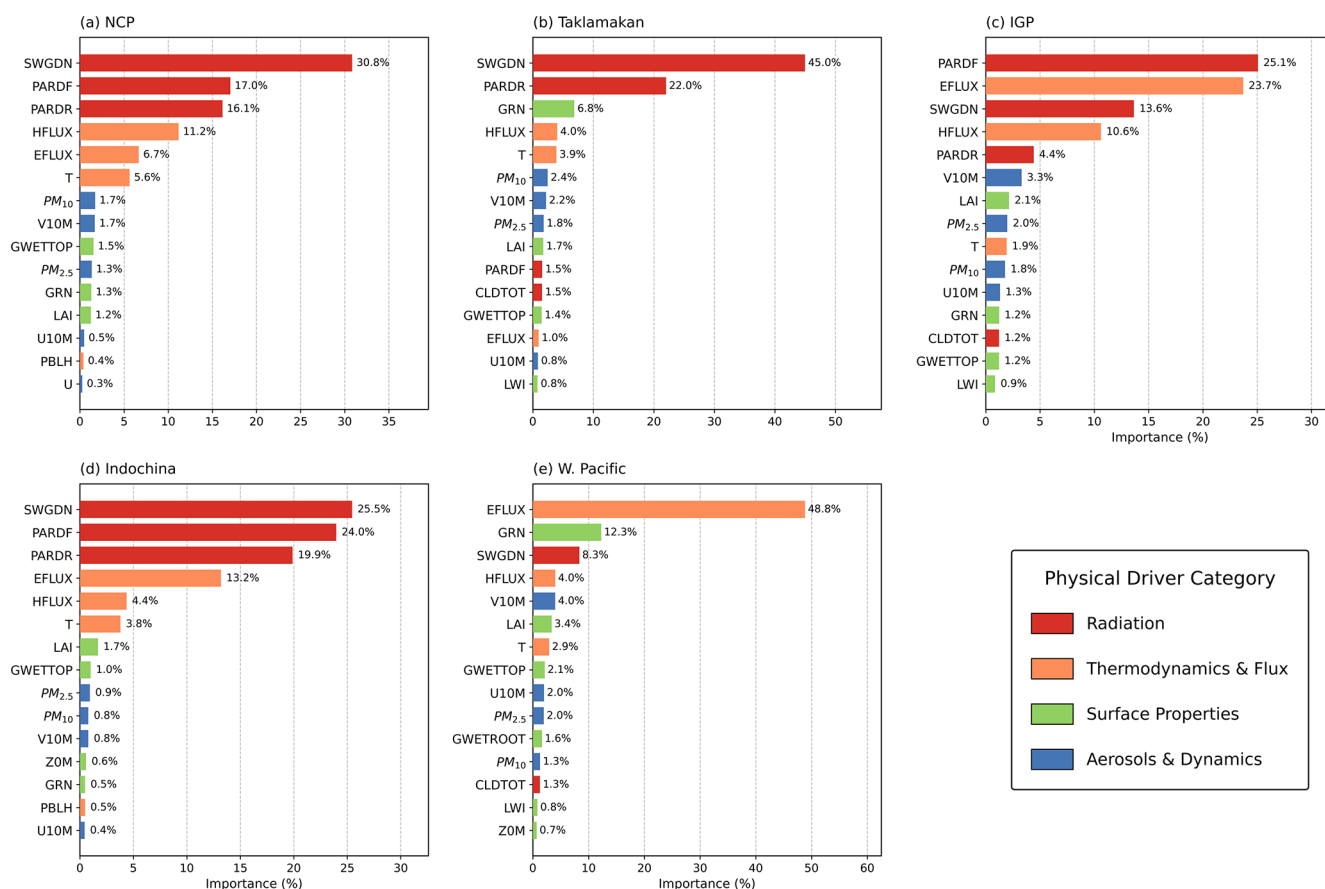 (a) NCP
SWGDN 30.8%
PARDF 17.0%
PARDR 16.1%
HFLUX 11.2%
EFLUX 6.7%
T 5.6%
PM10 1.7%
V10M 1.7%
GWETTOP 1.5%
PM2.5 1.3%
GRN 1.3%
LAI 1.2%
U10M 0.5%
PBLH 0.4%
U 0.3%
0 5 10 15 20 25 30 35
(b) Taklamakan
SWGDN 45.0%
PARDR 22.0%
GRN 6.8%
HFLUX 4.0%
T 3.9%
PM10 2.4%
V10M 2.2%
PM2.5 1.8%
LAI 1.7%
PARDF 1.5%
CLDTOT 1.5%
GWETTOP 1.4%
EFLUX 1.0%
U10M 0.8%
LWI 0.8%
0 10 20 30 40 50
(c) IGP
PARDF 25.1%
EFLUX 23.7%
SWGDN 13.6%
HFLUX 10.6%
PARDR 4.4%
V10M 3.3%
LAI 2.1%
PM2.5 2.0%
T 1.9%
PM10 1.8%
U10M 1.3%
GRN 1.2%
CLDTOT 1.2%
GWETTOP 1.2%
LWI 0.9%
0 5 10 15 20 25 30
Importance (%)
(d) Indochina
SWGDN 25.5%
PARDF 24.0%
PARDR 19.9%
EFLUX 13.2%
HFLUX 4.4%
T 3.8%
LAI 1.7%
GWETTOP 1.0%
PM2.5 0.9%
PM10 0.8%
V10M 0.8%
Z0M 0.6%
GRN 0.5%
PBLH 0.5%
U10M 0.4%
0 5 10 15 20 25 30
Importance (%)
(e) W. Pacific
EFLUX 48.8%
GRN 12.3%
SWGDN 8.3%
HFLUX 4.0%
V10M 4.0%
LAI 3.4%
T 2.9%
GWETTOP 2.1%
U10M 2.0%
PM2.5 2.0%
GWETROOT 1.6%
PM10 1.3%
CLDTOT 1.3%
LWI 0.8%
Z0M 0.7%
0 10 20 30 40 50 60
Importance (%)
Physical Driver Category
Radiation
Thermodynamics & Flux
Surface Properties
Aerosols & Dynamics